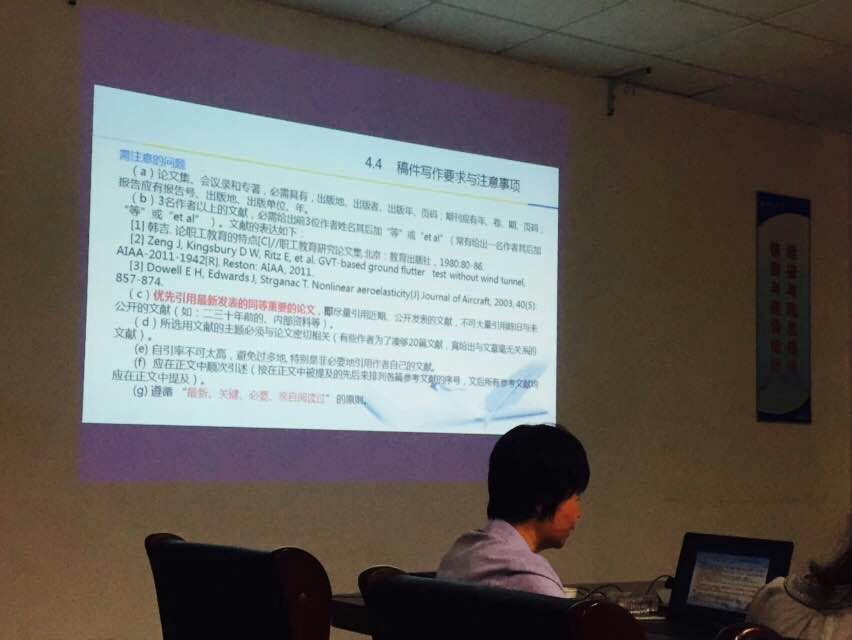 4.4 稿件写作要求与注意事项
需注意的问题
(a)论文集、会议录和专著，必需具有，出版地、出版者、出版年、页码；期刊应有年、卷、期、页码；
报告应有报告号、出版地、出版单位、年。
(b)3名作者以上的文献，必需给出前3位作者姓名其后加 “等” 或 “et al” （常有给出一名作者其后加
“等” 或 “et al” ）。文献的表达如下：
[1] 韩吉. 论职工教育的特点[C]//职工教育研究论文集.北京：教育出版社，1980:80-86.
[2] Zeng J, Kingsbury D W, Ritz E, et al. GVT-based ground flutter test without wind tunnel,
AIAA-2011-1942[R]. Reston: AIAA, 2011.
[3] Dowell E H, Edwards J, Strganac T. Nonlinear aeroelasticity[J].Journal of Aircraft, 2003, 40(5):
857-874.
(c)优先引用最新发表的同等重要的论文，即尽量引用近期、公开发表的文献，不可大量引用陈旧与未
公开的文献（如：二三十年前的、内部资料等）。
(d)所选用文献的主题必须与论文密切相关（有些作者为了凑够20篇文献，竟给出与文章毫无关系的
文献）。
(e) 自引率不可太高，避免过多地,特别是非必要地引用作者自己的文献。
(f) 应在正文中顺次引述（按在正文中被提及的先后来排列各篇参考文献的序号，文后所有参考文献均
应在正文中提及）。
(g) 遵循 “最新、关键、必要、亲自阅读过” 的原则。